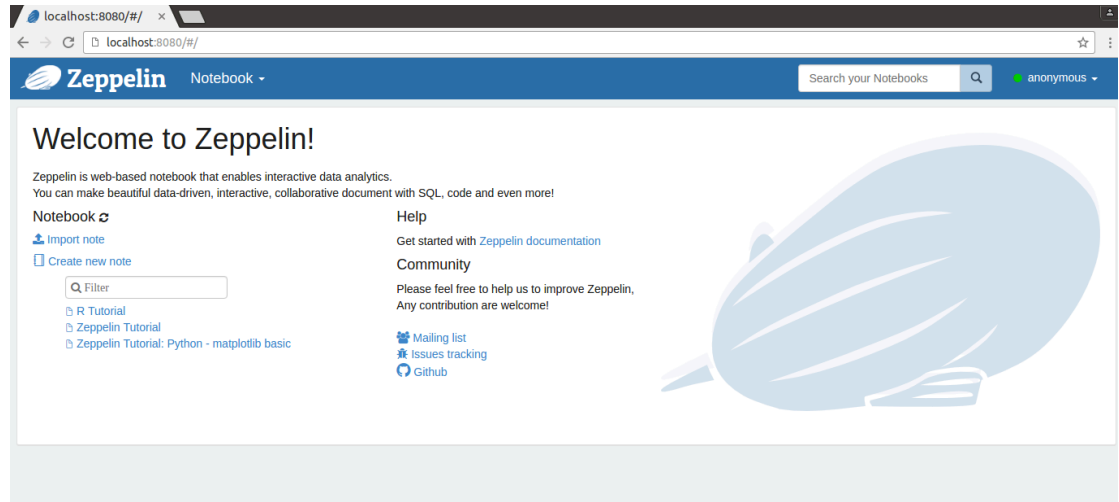 localhost:8080/#/
localhost:8080/#/
Zeppelin Notebook Search your Notebooks anonymous
Welcome to Zeppelin!
Zeppelin is web-based notebook that enables interactive data analytics.
You can make beautiful data-driven, interactive, collaborative document with SQL, code and even more!
Notebook
Import note
Create new note
Filter
R Tutorial
Zeppelin Tutorial
Zeppelin Tutorial: Python - matplotlib basic
Help
Get started with Zeppelin documentation
Community
Please feel free to help us to improve Zeppelin,
Any contribution are welcome!
Mailing list
Issues tracking
Github